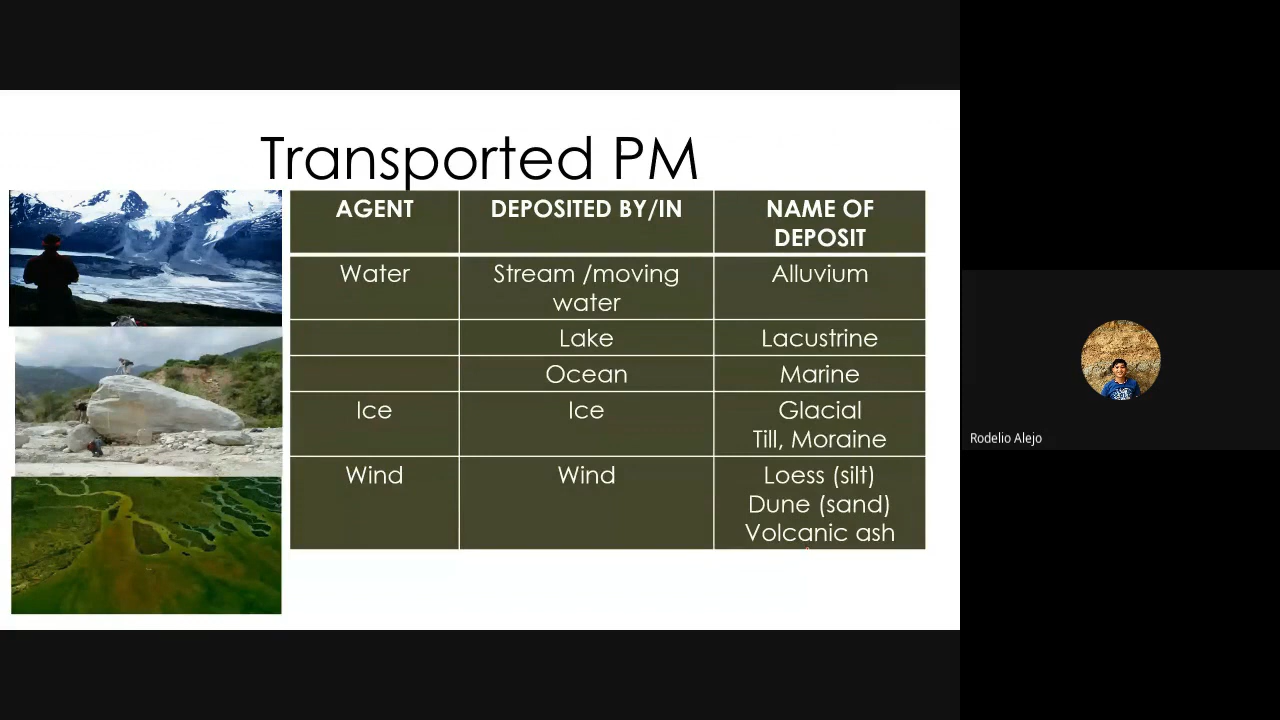 Transported PM
AGENT DEPOSITED BY/IN NAME OF
DEPOSIT
Water Stream /moving Alluvium
water
Lake Lacustrine
Ocean Marine
Ice Ice Glacial
Till, Moraine
Wind Wind Loess (silt)
Dune (sand)
Volcanic ash
Rodelio Alejo